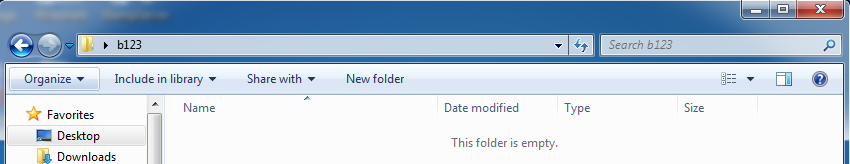 b123
Search b123
Organize Include in library Share with New folder
Favorites
Name Date modified Type Size
Desktop
This folder is empty.
Downloads